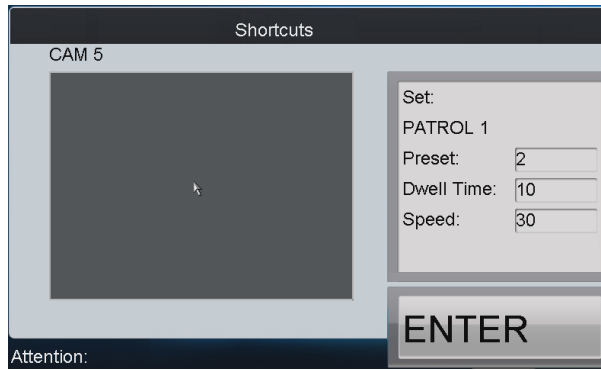 Shortcuts
CAM 5
Set:
PATROL 1
Preset: 2
Dwell Time: 10
Speed: 30
ENTER
Attention: